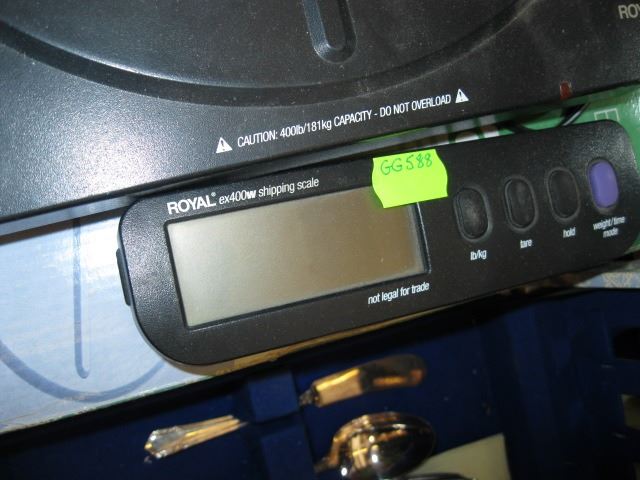 ROYAL
CAUTION: 400lb/181kg CAPACITY - DO NOT OVERLOAD
GG588
ROYAL® ex400w shipping scale
lb/kg
tare
hold
weight/time
mode
not legal for trade